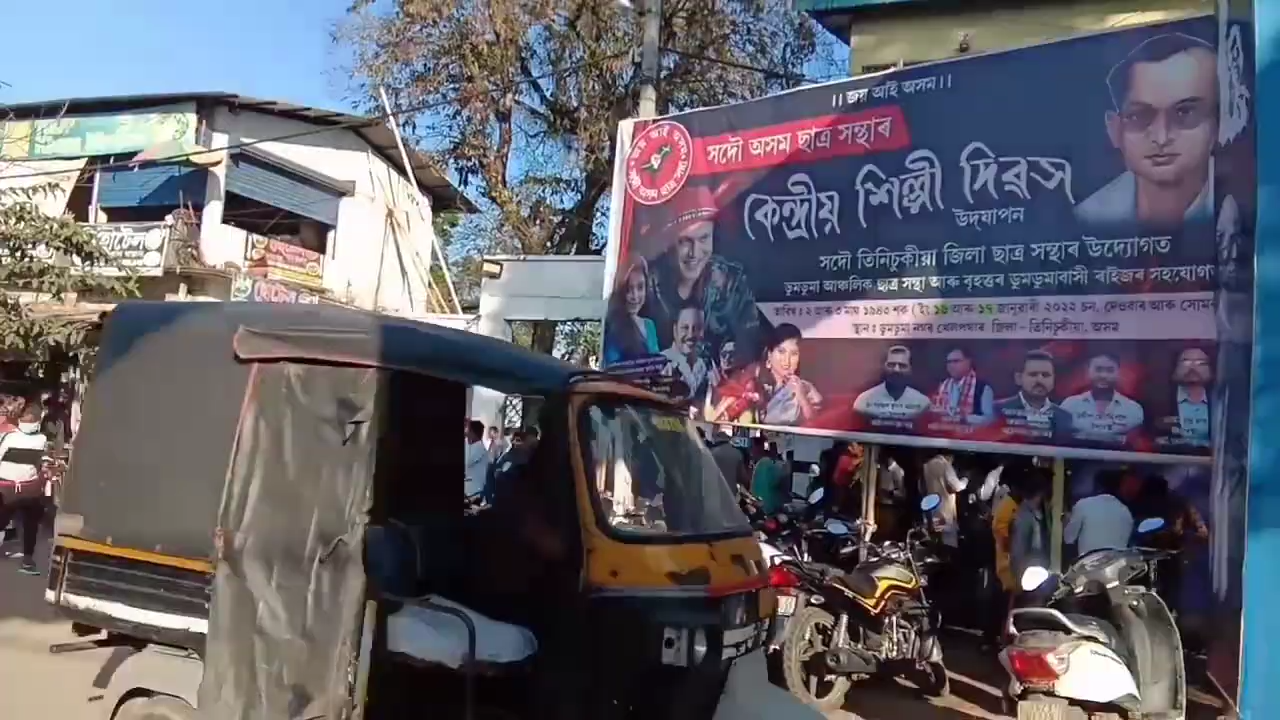 ।। জয় আই অসম।।
সদৌ অসম ছাত্ৰ সন্থাৰ
কেন্দ্ৰীয় শিল্পী দিৱস
উদ্‌যাপন
সদৌ তিনিচুকীয়া জিলা ছাত্ৰ সন্থাৰ উদ্যোগত
ডুমডুমা আঞ্চলিক ছাত্ৰ সন্থা আৰু বৃহত্তৰ ডুমডুমাবাসী ৰাইজৰ সহযোগত
তাৰিখ : ২ আৰু ৩ মাঘ ১৯৪৩ শক ( ইং ১৬ আৰু ১৭ জানুৱাৰী ২০২২ চন, দেওবাৰ আৰু
স্থান : ডুমডুমা নগৰ খেলপথাৰ জিলা - তিনিচুকীয়া, অসম
হোটেল